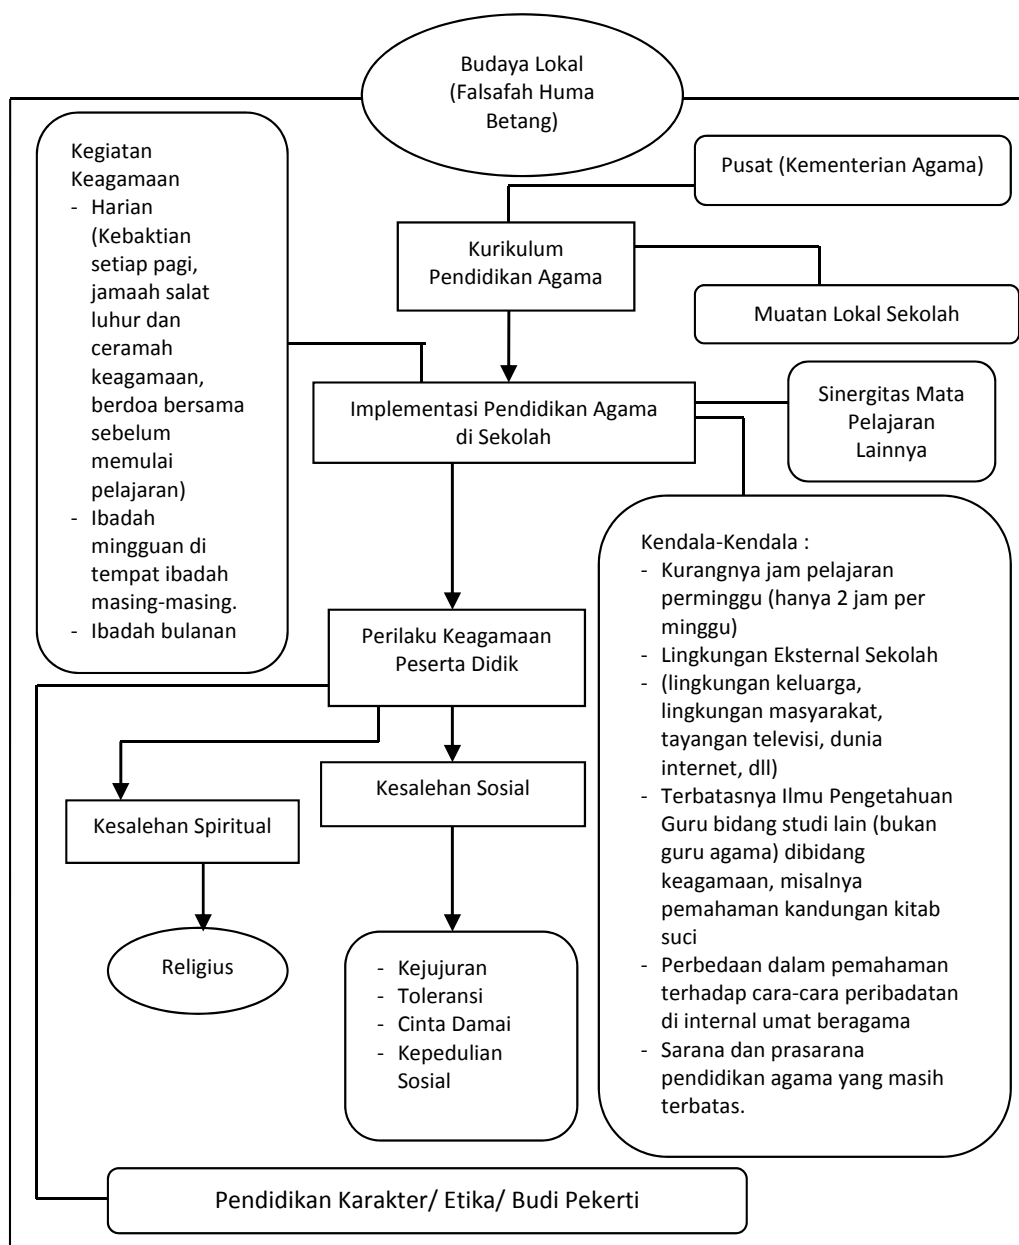 Budaya Lokal
(Falsafah Huma
Betang)
Kegiatan
Keagamaan
- Harian
(Kebaktian
setiap pagi,
jamaah salat
luhur dan
ceramah
keagamaan,
berdoa bersama
sebelum
memulai
pelajaran)
- Ibadah
mingguan di
tempat ibadah
masing-masing.
- Ibadah bulanan
Pusat (Kementerian Agama)
Kurikulum
Pendidikan Agama
Muatan Lokal Sekolah
Implementasi Pendidikan Agama
di Sekolah
Sinergitas Mata
Pelajaran
Lainnya
Kendala-Kendala :
- Kurangnya jam pelajaran
perminggu (hanya 2 jam per
minggu)
- Lingkungan Eksternal Sekolah
- (lingkungan keluarga,
lingkungan masyarakat,
tayangan televisi, dunia
internet, dll)
- Terbatasnya Ilmu Pengetahuan
Guru bidang studi lain (bukan
guru agama) dibidang
keagamaan, misalnya
pemahaman kandungan kitab
suci
- Perbedaan dalam pemahaman
terhadap cara-cara peribadatan
di internal umat beragama
- Sarana dan prasarana
pendidikan agama yang masih
terbatas.
Perilaku Keagamaan
Peserta Didik
Kesalehan Sosial
Kesalehan Spiritual
Religius
- Kejujuran
- Toleransi
- Cinta Damai
- Kepedulian
Sosial
Pendidikan Karakter/ Etika/ Budi Pekerti